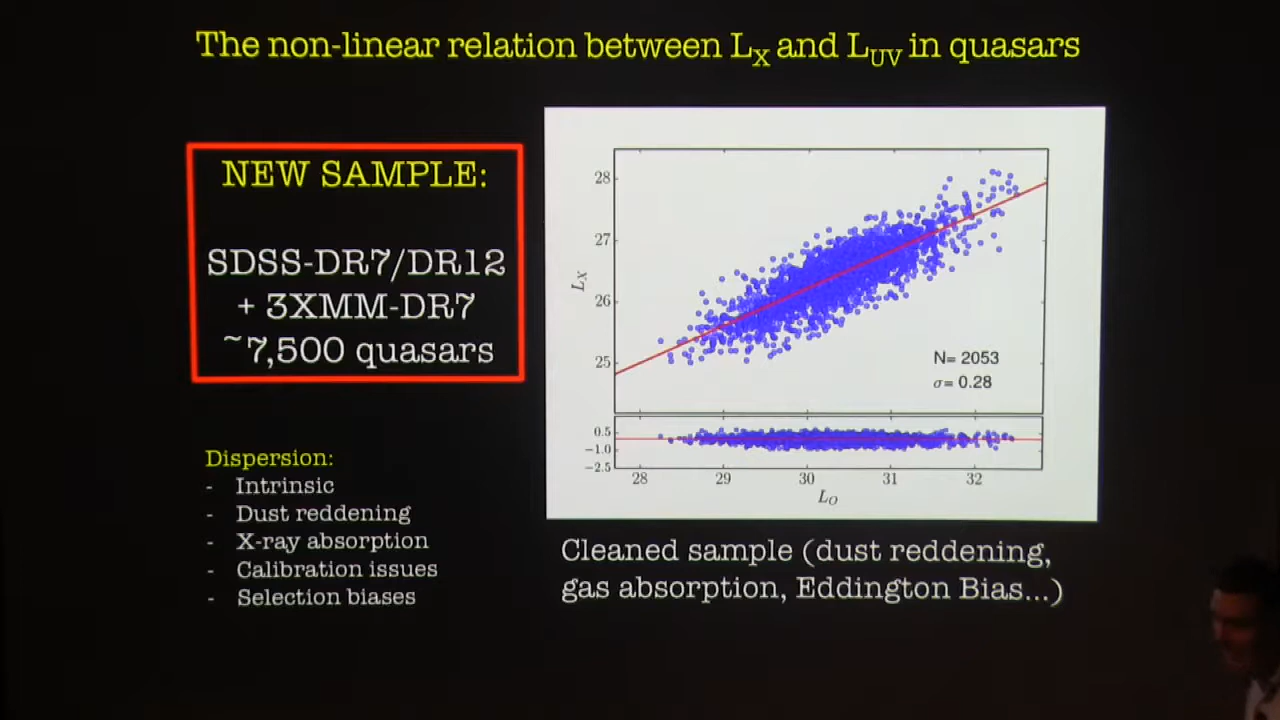 The non-linear relation between LX and LUV in quasars
NEW SAMPLE:
SDSS-DR7/DR12
+ 3XMM-DR7
~7,500 quasars
Dispersion:
- Intrinsic
- Dust reddening
- X-ray absorption
- Calibration issues
- Selection biases
28
27
26
25
LX
N= 2053
σ= 0.28
0.5
−1.0
−2.5
28 29 30 31 32
LO
Cleaned sample (dust reddening,
gas absorption, Eddington Bias...)